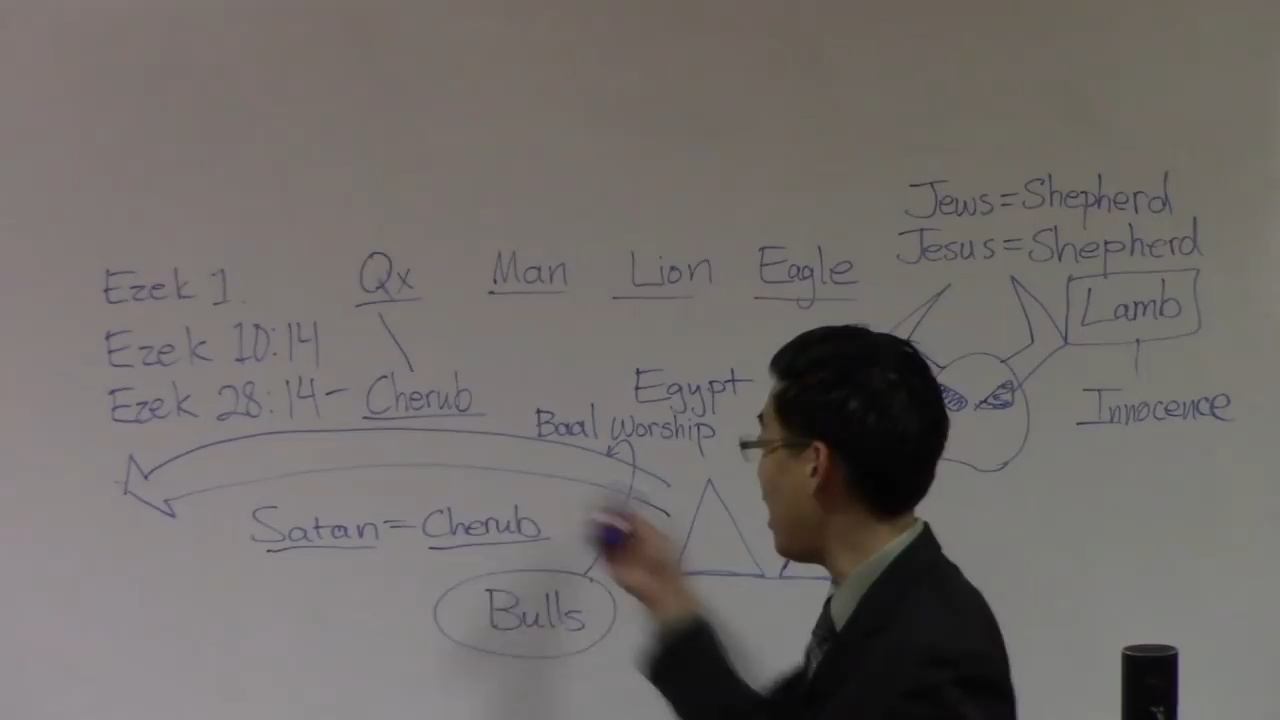 Jews=Shepherd
Jesus=Shepherd
Ezek 1. Ox Man Lion Eagle
Lamb
Ezek 10:14
Ezek 28:14- Cherub
Egypt
Innocence
Baal Worship
Satan=Cherub
Bulls